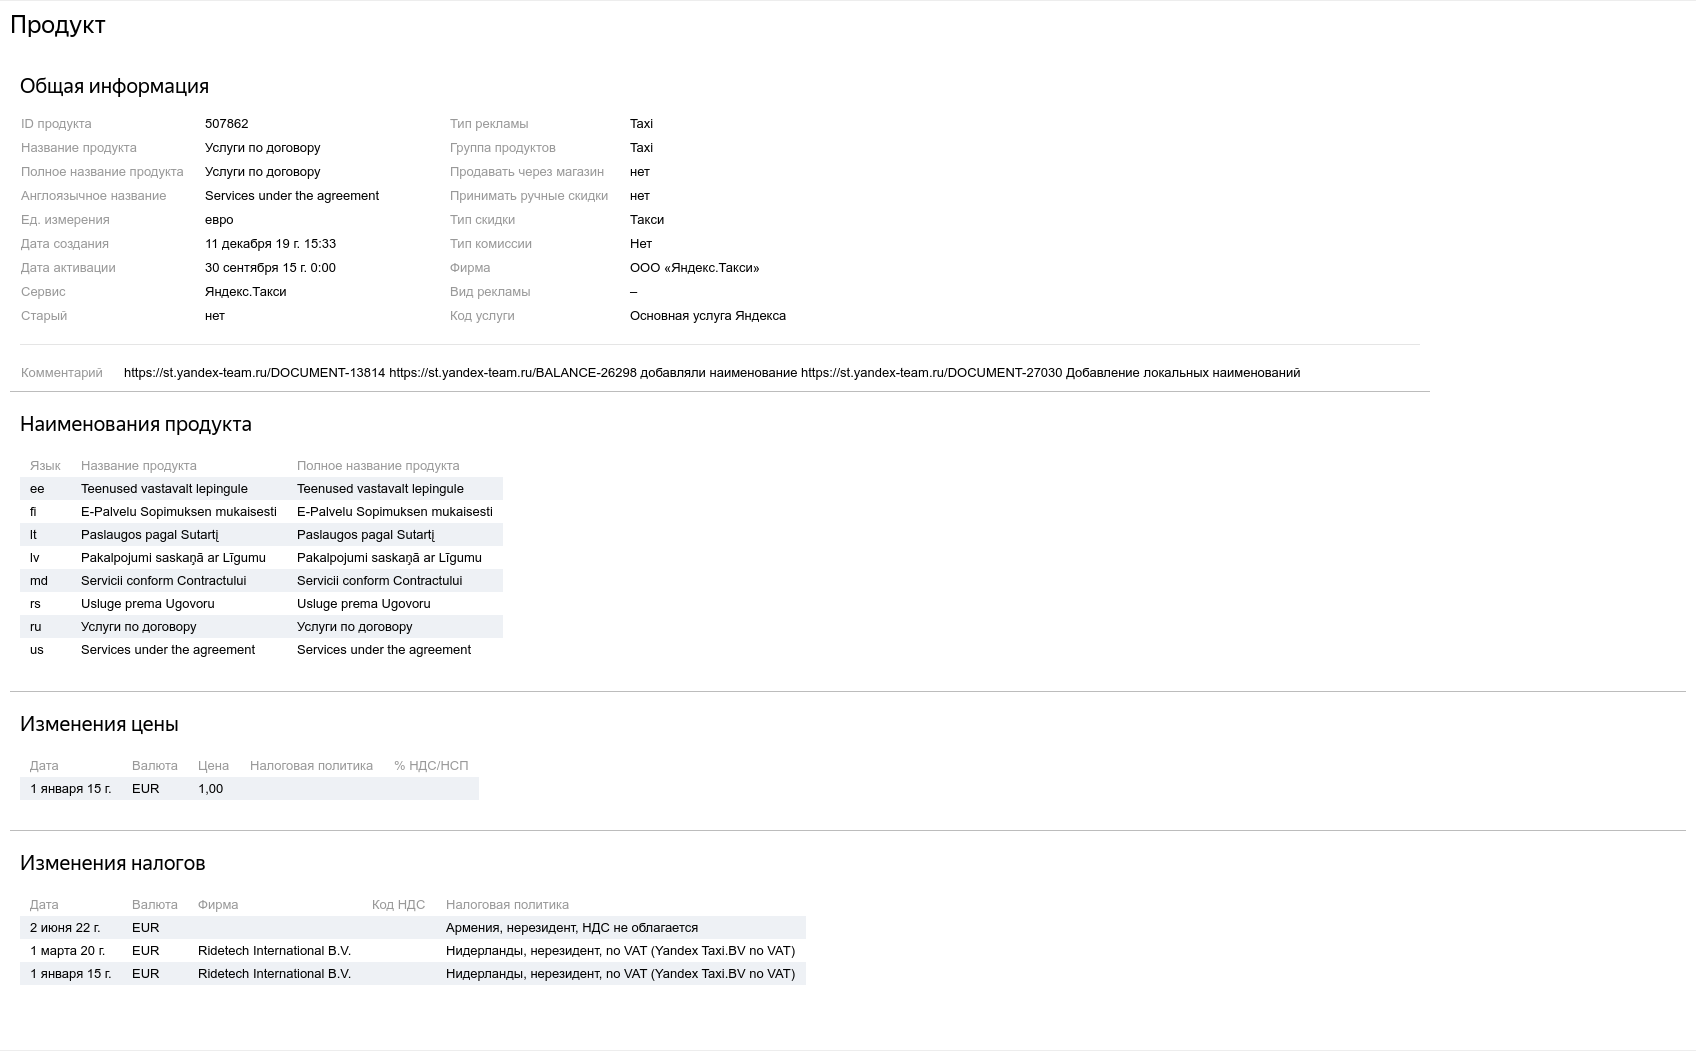 Продукт
Общая информация
ID продукта 507862 Тип рекламы Taxi
Название продукта Услуги по договору Группа продуктов Taxi
Полное название продукта Услуги по договору Продавать через магазин нет
Англоязычное название Services under the agreement Принимать ручные скидки нет
Ед. измерения евро Тип скидки Такси
Дата создания 11 декабря 19 г. 15:33 Тип комиссии Нет
Дата активации 30 сентября 15 г. 0:00 Фирма ООО «Яндекс.Такси»
Сервис Яндекс.Такси Вид рекламы –
Старый нет Код услуги Основная услуга Яндекса
Комментарий https://st.yandex-team.ru/DOCUMENT-13814 https://st.yandex-team.ru/BALANCE-26298 добавляли наименование https://st.yandex-team.ru/DOCUMENT-27030 Добавление локальных наименований
Наименования продукта
Язык Название продукта Полное название продукта
ee Teenused vastavalt lepingule Teenused vastavalt lepingule
fi E-Palvelu Sopimuksen mukaisesti E-Palvelu Sopimuksen mukaisesti
lt Paslaugos pagal Sutartį Paslaugos pagal Sutartį
lv Pakalpojumi saskaņā ar Līgumu Pakalpojumi saskaņā ar Līgumu
md Servicii conform Contractului Servicii conform Contractului
rs Usluge prema Ugovoru Usluge prema Ugovoru
ru Услуги по договору Услуги по договору
us Services under the agreement Services under the agreement
Изменения цены
Дата Валюта Цена Налоговая политика % НДС/НСП
1 января 15 г. EUR 1,00
Изменения налогов
Дата Валюта Фирма Код НДС Налоговая политика
2 июня 22 г. EUR Армения, нерезидент, НДС не облагается
1 марта 20 г. EUR Ridetech International B.V. Нидерланды, нерезидент, no VAT (Yandex Taxi.BV no VAT)
1 января 15 г. EUR Ridetech International B.V. Нидерланды, нерезидент, no VAT (Yandex Taxi.BV no VAT)